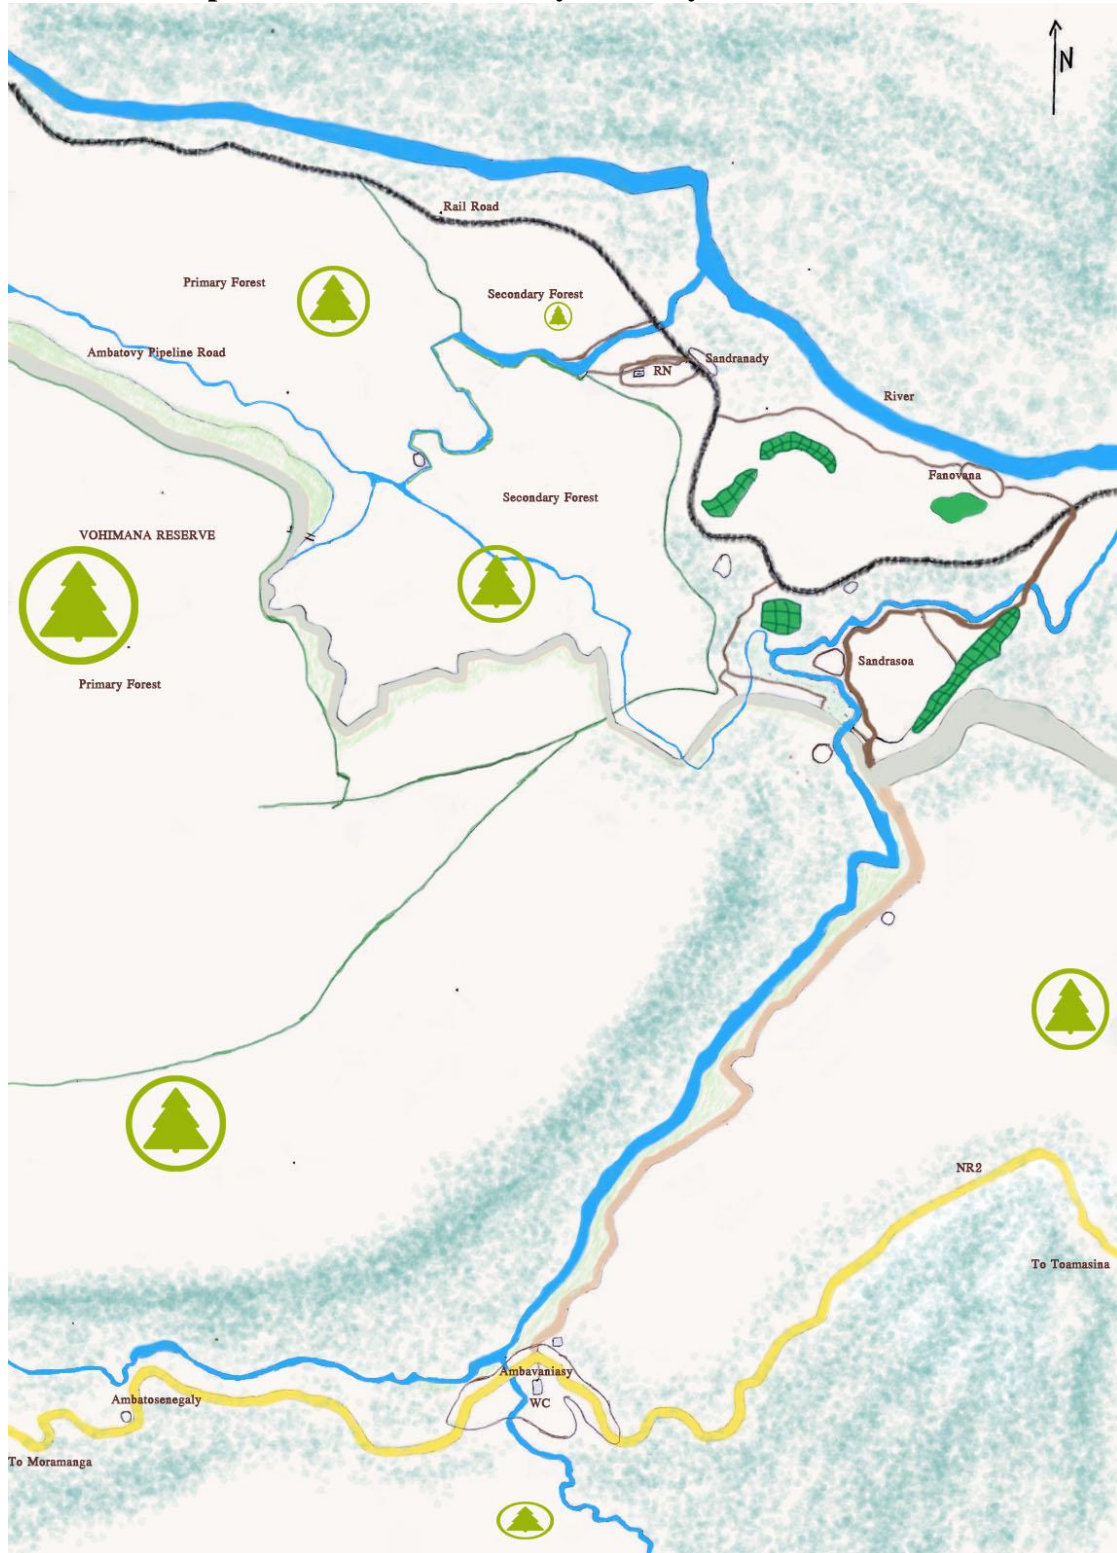 N
Rail Road
Primary Forest
Secondary Forest
Ambatovy Pipeline Road
Sandranady
RN
River
Fanovana
Secondary Forest
VOHIMANA RESERVE
Sandrasoa
Primary Forest
NR2
To Toamasina
Ambavaniasy
Ambatosenegaly
WC
To Moramanga